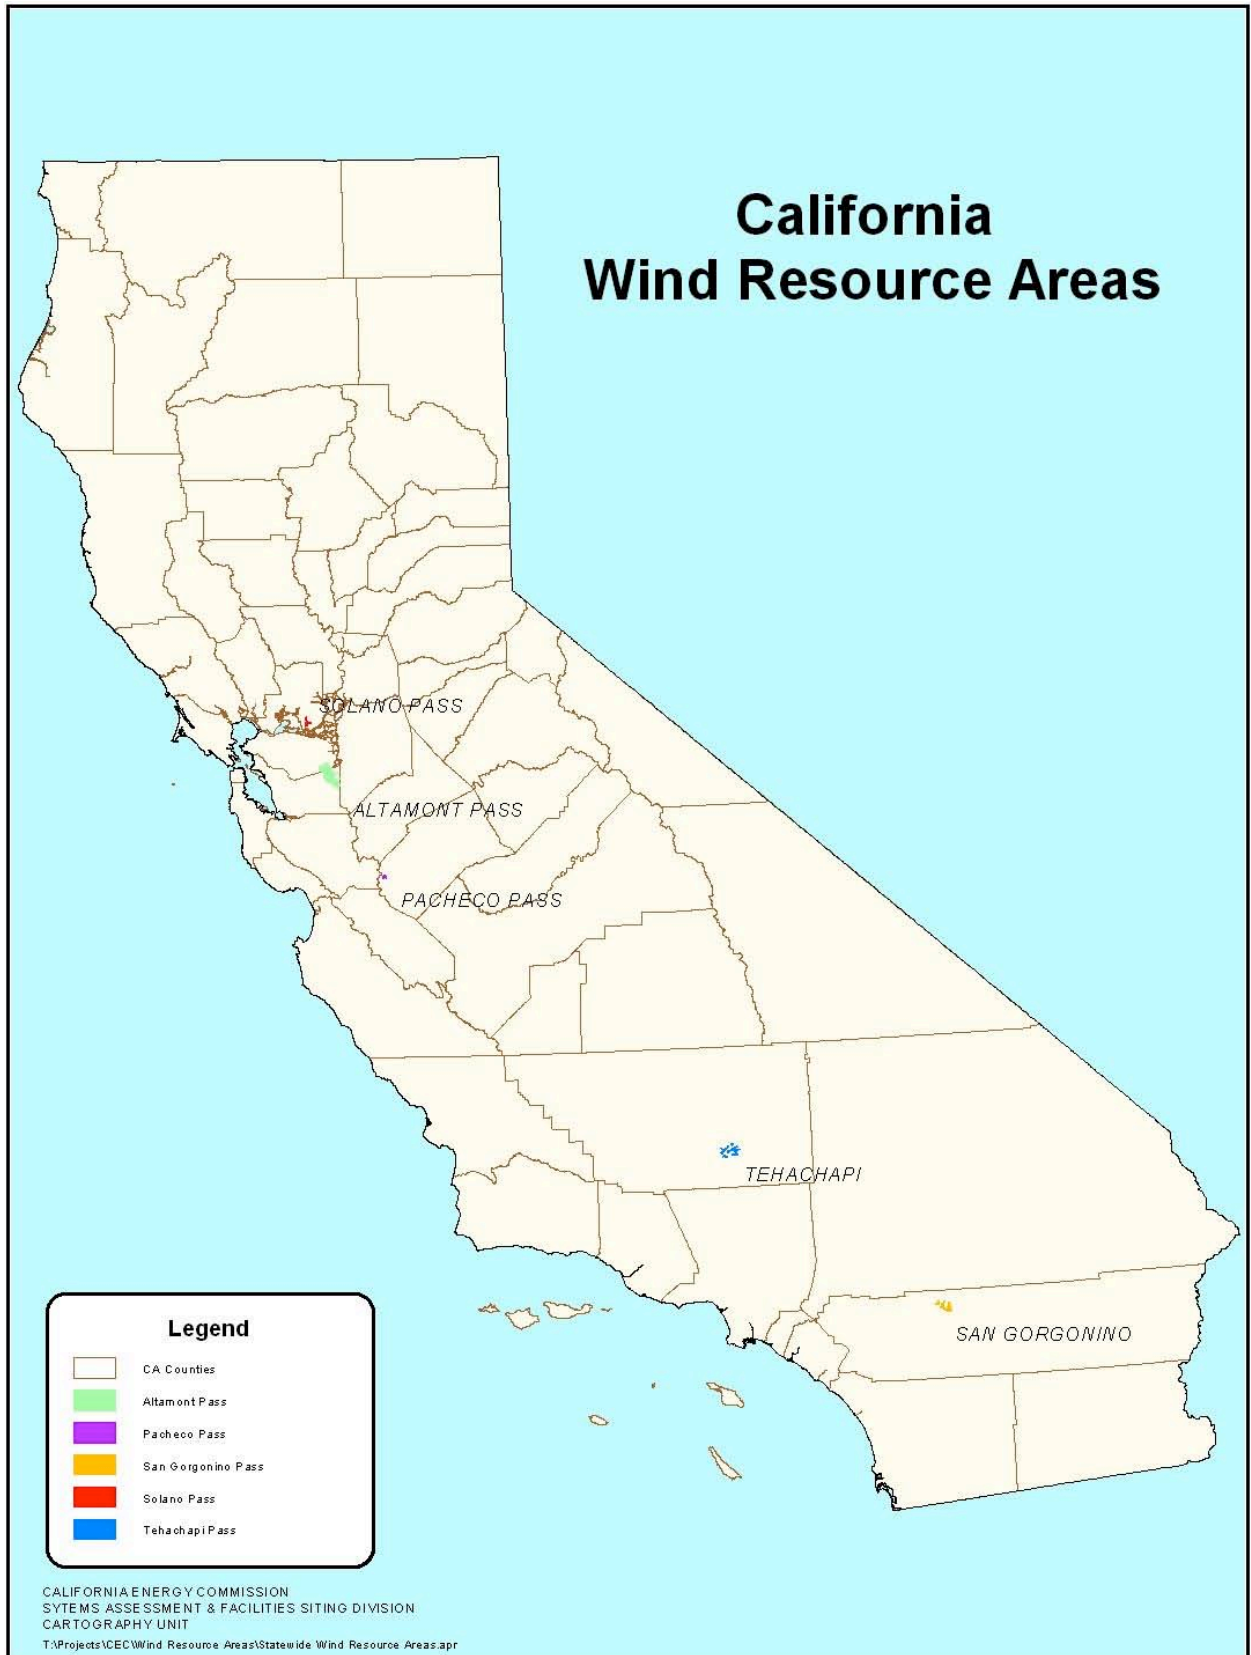 California
Wind Resource Areas
SOLANO PASS
ALTAMONT PASS
PACHECO PASS
TEHACHAPI
SAN GORGONINO
Legend
CA Counties
Altamont Pass
Pacheco Pass
San Gorgonino Pass
Solano Pass
Tehachapi Pass
CALIFORNIA ENERGY COMMISSION
SYTEMS ASSESSMENT & FACILITIES SITING DIVISION
CARTOGRAPHY UNIT
T:\Projects\CEC\Wind Resource Areas\Statewide Wind Resource Areas.apr